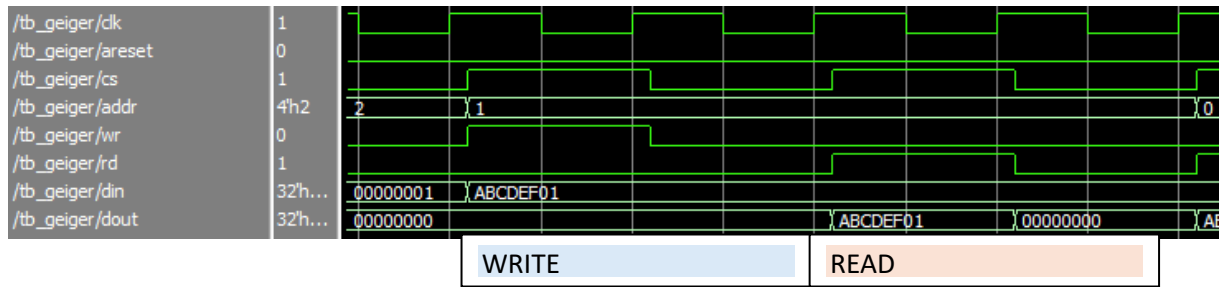 /tb_geiger/clk 1
/tb_geiger/areset 0
/tb_geiger/cs 1
/tb_geiger/addr 4'h2 2 1 0
/tb_geiger/wr 0
/tb_geiger/rd 1
/tb_geiger/din 32'h... 00000001 ABCDEF01
/tb_geiger/dout 32'h... 00000000 ABCDEF01 00000000 AB
WRITE READ